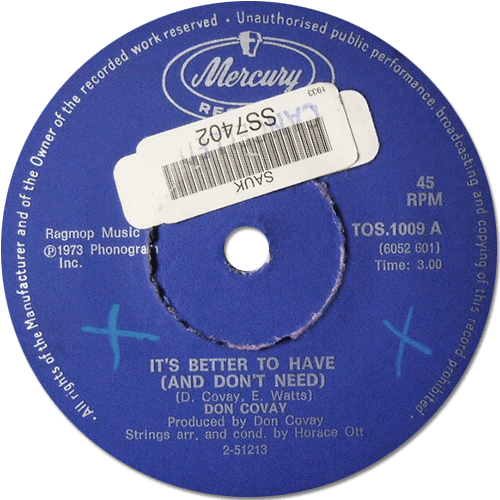 · All rights of the Manufacturer and of the Owner of the recorded work reserved · Unauthorised public performance, broadcasting and copying of this record prohibited ·
Mercury
1933
SS7402
SAUK
45
RPM
Ragmop Music
TOS.1009 A
℗1973 Phonogram
(6052 601)
Inc.
Time: 3.00
IT'S BETTER TO HAVE
(AND DON'T NEED)
(D. Covay, E. Watts)
DON COVAY
Produced by Don Covay
Strings arr. and cond. by Horace Ott
2-51213